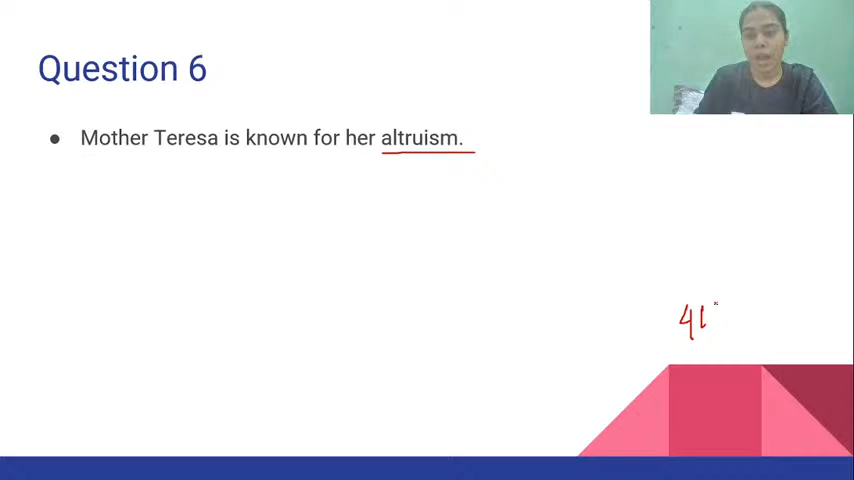 Question 6
● Mother Teresa is known for her altruism.